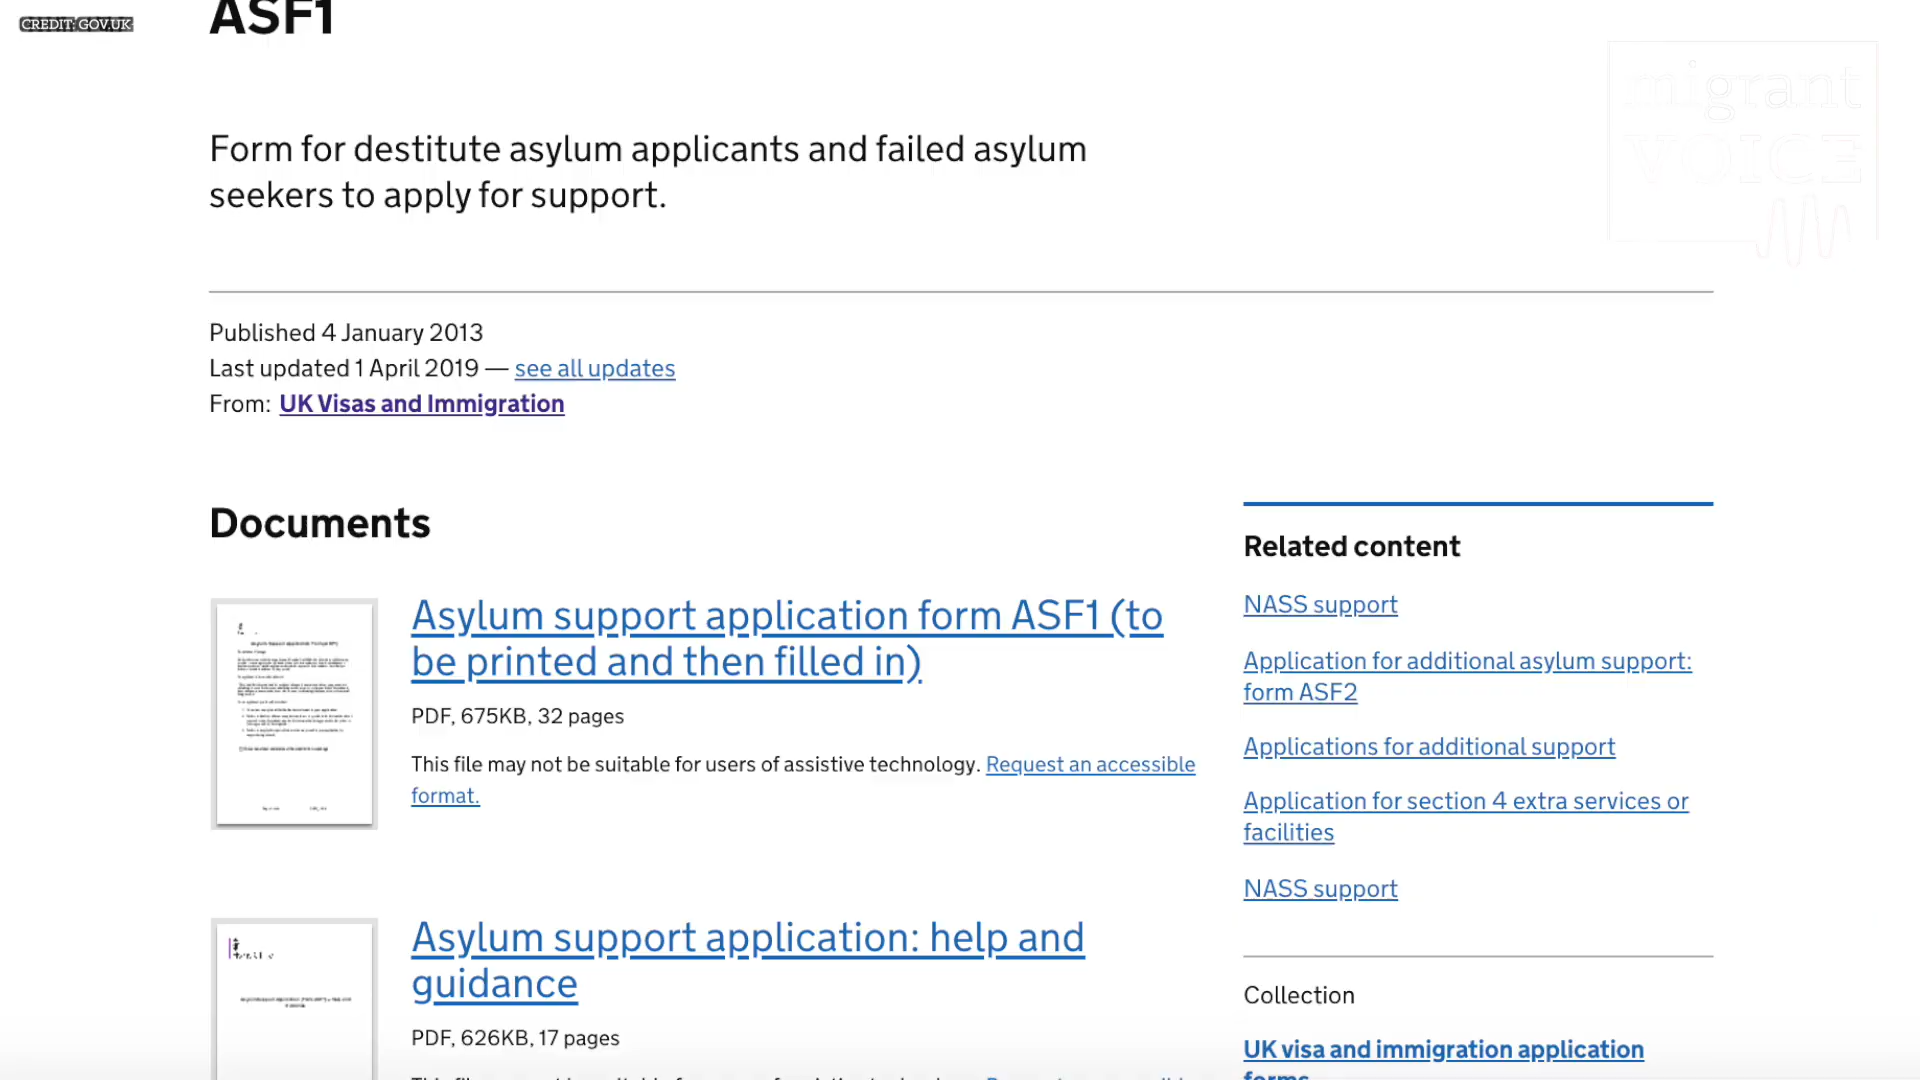 CREDIT: GOV.UK
ASF1
migrant
VOICE
Form for destitute asylum applicants and failed asylum
seekers to apply for support.
Published 4 January 2013
Last updated 1 April 2019 — see all updates
From: UK Visas and Immigration
Documents
Asylum support application form ASF1 (to
be printed and then filled in)
PDF, 675KB, 32 pages
This file may not be suitable for users of assistive technology. Request an accessible
format.
Asylum support application: help and
guidance
PDF, 626KB, 17 pages
Related content
NASS support
Application for additional asylum support:
form ASF2
Applications for additional support
Application for section 4 extra services or
facilities
NASS support
Collection
UK visa and immigration application
forms